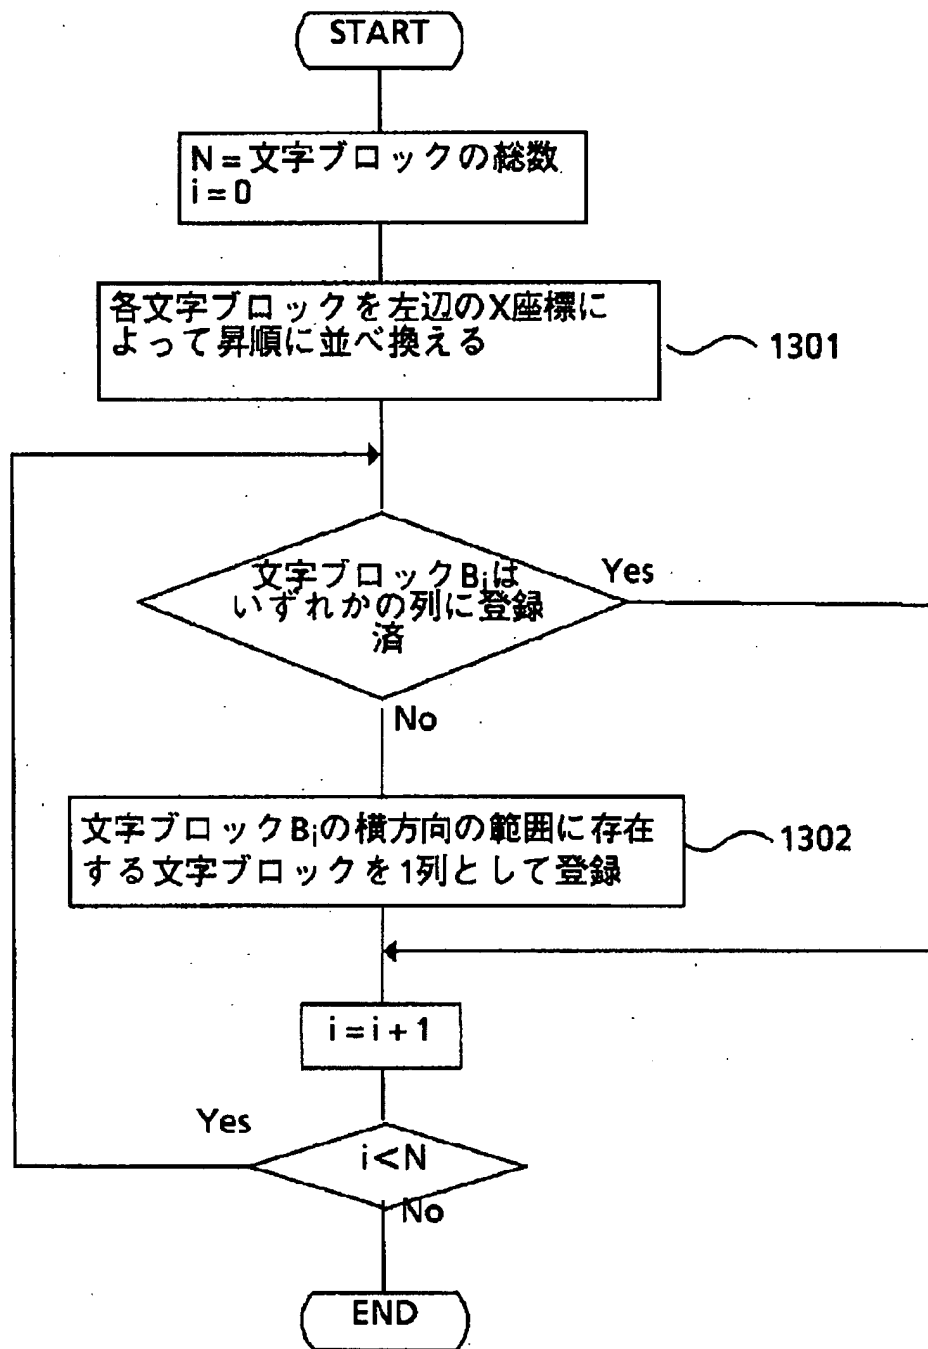 START
N=文字ブロックの総数
i=0
各文字ブロックを左辺のX座標に
よって昇順に並べ換える
1301
文字ブロックBiは
いずれかの列に登録
済
Yes
No
文字ブロックBiの横方向の範囲に存在
する文字ブロックを1列として登録
1302
i=i+1
Yes
i<N
No
END